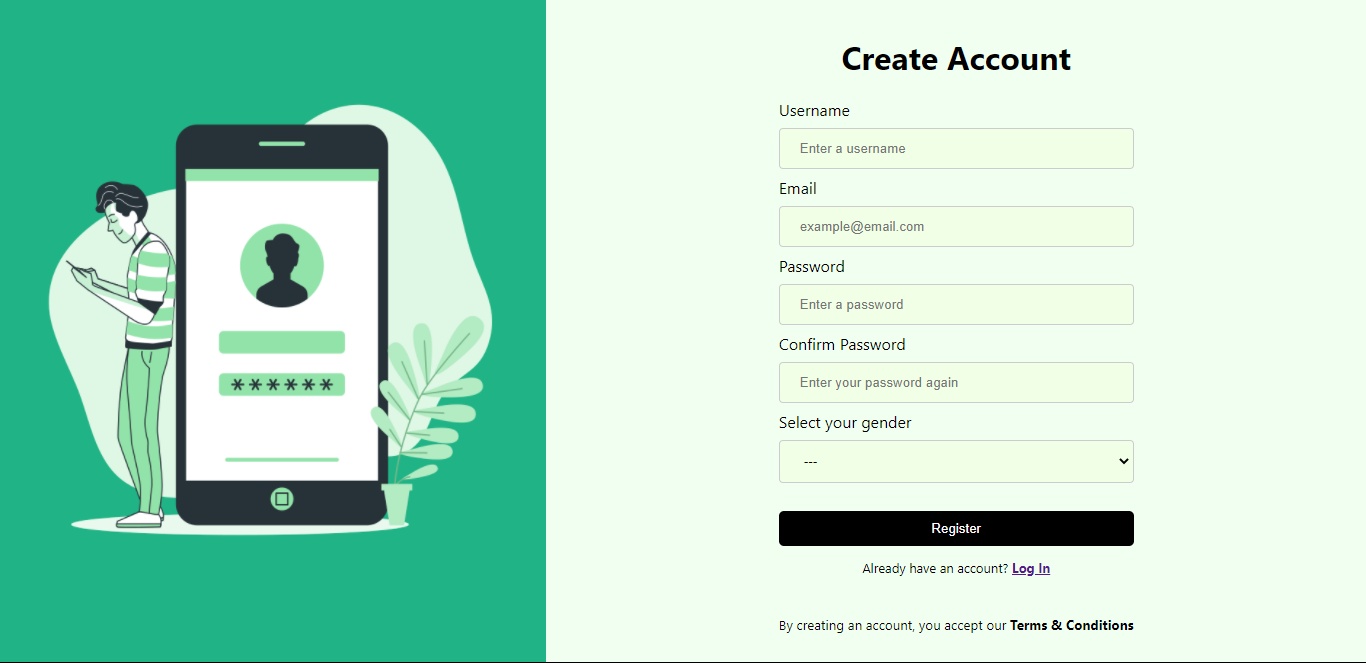 Create Account
Username
Enter a username
Email
example@email.com
Password
Enter a password
Confirm Password
Enter your password again
Select your gender
---
Register
Already have an account? Log In
By creating an account, you accept our Terms & Conditions
******